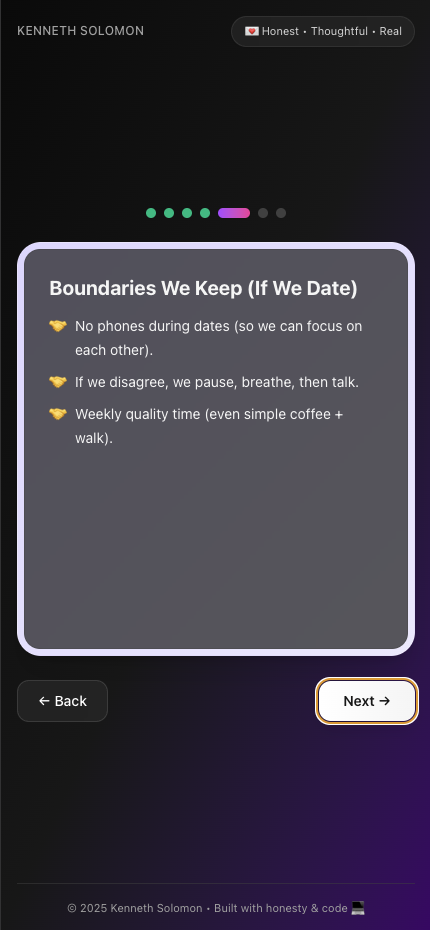 KENNETH SOLOMON
💌 Honest • Thoughtful • Real
Boundaries We Keep (If We Date)
🤝 No phones during dates (so we can focus on
each other).
🤝 If we disagree, we pause, breathe, then talk.
🤝 Weekly quality time (even simple coffee +
walk).
← Back
Next →
© 2025 Kenneth Solomon • Built with honesty & code 💻